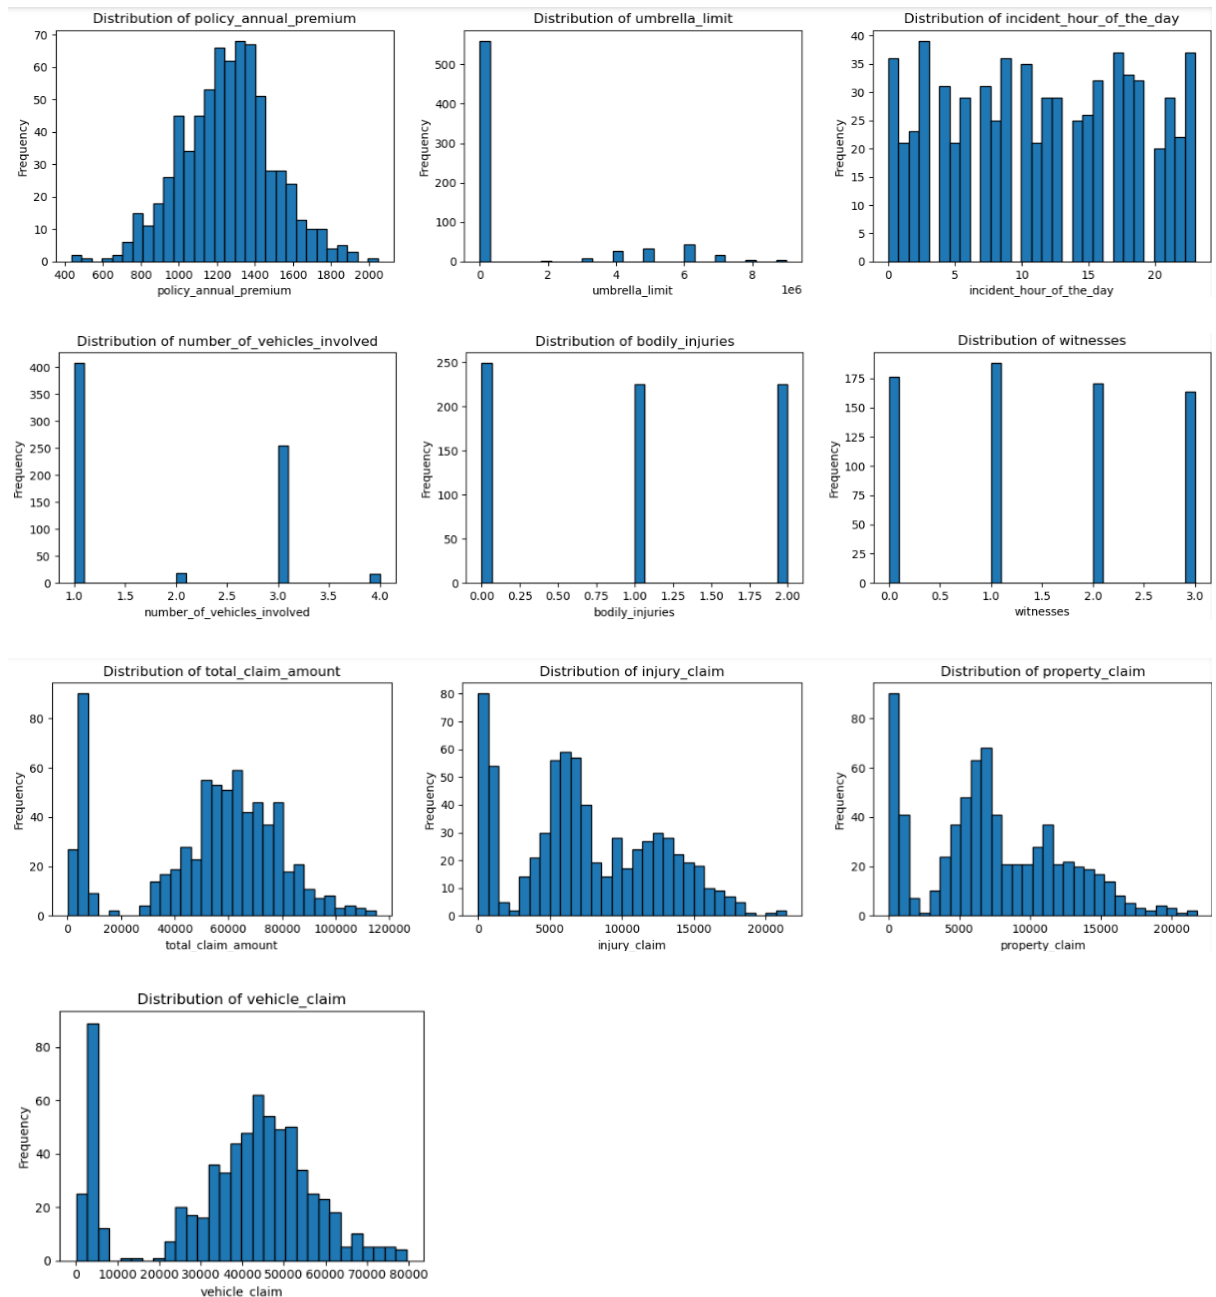 Distribution of policy_annual_premium
70
60
50
40
30
20
10
0
Frequency
400 600 800 1000 1200 1400 1600 1800 2000
policy_annual_premium
Distribution of umbrella_limit
500
400
300
200
100
0
Frequency
0 2 4 6 8
1e6
umbrella_limit
Distribution of incident_hour_of_the_day
40
35
30
25
20
15
10
5
0
Frequency
0 5 10 15 20
incident_hour_of_the_day
Distribution of number_of_vehicles_involved
400
350
300
250
200
150
100
50
0
Frequency
1.0 1.5 2.0 2.5 3.0 3.5 4.0
number_of_vehicles_involved
Distribution of bodily_injuries
250
200
150
100
50
0
Frequency
0.00 0.25 0.50 0.75 1.00 1.25 1.50 1.75 2.00
bodily_injuries
Distribution of witnesses
175
150
125
100
75
50
25
0
Frequency
0.0 0.5 1.0 1.5 2.0 2.5 3.0
witnesses
Distribution of total_claim_amount
80
60
40
20
0
Frequency
0 20000 40000 60000 80000 100000 120000
total_claim_amount
Distribution of injury_claim
80
70
60
50
40
30
20
10
0
Frequency
0 5000 10000 15000 20000
injury_claim
Distribution of property_claim
80
60
40
20
0
Frequency
0 5000 10000 15000 20000
property_claim
Distribution of vehicle_claim
80
60
40
20
0
Frequency
0 10000 20000 30000 40000 50000 60000 70000 80000
vehicle_claim